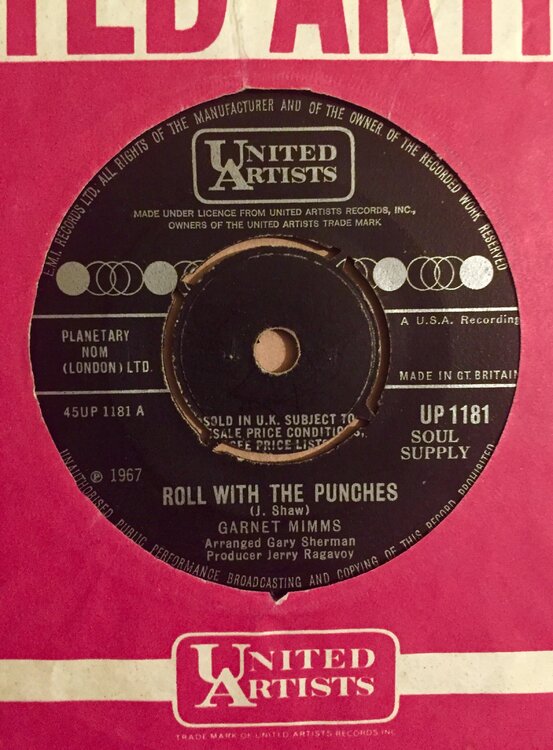 TED ARTI
E.M.I. RECORDS LTD. ALL RIGHTS OF THE MANUFACTURER AND OF THE OWNER OF THE RECORDED WORK RESERVED
UNITED
ARTISTS
MADE UNDER LICENCE FROM UNITED ARTISTS RECORDS, INC.,
OWNERS OF THE UNITED ARTISTS TRADE MARK
PLANETARY
NOM
(LONDON) LTD.
A U.S.A. Recording
MADE IN GT. BRITAIN
45UP 1181 A
SOLD IN U.K. SUBJECT TO
SALE PRICE CONDITIONS,
SEE PRICE LISTS
UP 1181
SOUL
SUPPLY
℗ 1967
ROLL WITH THE PUNCHES
(J. Shaw)
GARNET MIMMS
Arranged Gary Sherman
Producer Jerry Ragavoy
UNAUTHORISED PUBLIC PERFORMANCE BROADCASTING AND COPYING OF THIS RECORD PROHIBITED
UNITED
ARTISTS
TRADE MARK OF UNITED ARTISTS RECORDS INC